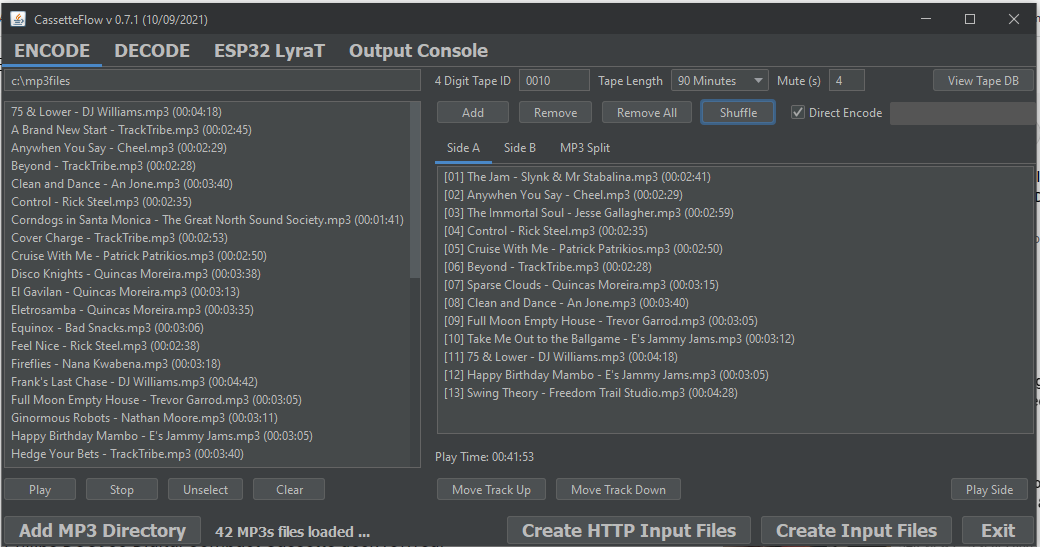 CassetteFlow v 0.7.1 (10/09/2021)
ENCODE DECODE ESP32 LyraT Output Console
c:\mp3files
4 Digit Tape ID 0010 Tape Length 90 Minutes Mute (s) 4 View Tape DB
Add Remove Remove All Shuffle Direct Encode
75 & Lower - DJ Williams.mp3 (00:04:18)
A Brand New Start - TrackTribe.mp3 (00:02:45)
Anywhen You Say - Cheel.mp3 (00:02:29)
Beyond - TrackTribe.mp3 (00:02:28)
Clean and Dance - An Jone.mp3 (00:03:40)
Control - Rick Steel.mp3 (00:02:35)
Corndogs in Santa Monica - The Great North Sound Society.mp3 (00:01:41)
Cover Charge - TrackTribe.mp3 (00:02:53)
Cruise With Me - Patrick Patrikios.mp3 (00:02:50)
Disco Knights - Quincas Moreira.mp3 (00:03:38)
El Gavilan - Quincas Moreira.mp3 (00:03:13)
Eletrosamba - Quincas Moreira.mp3 (00:03:35)
Equinox - Bad Snacks.mp3 (00:03:06)
Feel Nice - Rick Steel.mp3 (00:02:38)
Fireflies - Nana Kwabena.mp3 (00:03:18)
Frank's Last Chase - DJ Williams.mp3 (00:04:42)
Full Moon Empty House - Trevor Garrod.mp3 (00:03:05)
Ginormous Robots - Nathan Moore.mp3 (00:03:11)
Happy Birthday Mambo - E's Jammy Jams.mp3 (00:03:05)
Hedge Your Bets - TrackTribe.mp3 (00:03:40)
Side A Side B MP3 Split
[01] The Jam - Slynk & Mr Stabalina.mp3 (00:02:41)
[02] Anywhen You Say - Cheel.mp3 (00:02:29)
[03] The Immortal Soul - Jesse Gallagher.mp3 (00:02:59)
[04] Control - Rick Steel.mp3 (00:02:35)
[05] Cruise With Me - Patrick Patrikios.mp3 (00:02:50)
[06] Beyond - TrackTribe.mp3 (00:02:28)
[07] Sparse Clouds - Quincas Moreira.mp3 (00:03:15)
[08] Clean and Dance - An Jone.mp3 (00:03:40)
[09] Full Moon Empty House - Trevor Garrod.mp3 (00:03:05)
[10] Take Me Out to the Ballgame - E's Jammy Jams.mp3 (00:03:12)
[11] 75 & Lower - DJ Williams.mp3 (00:04:18)
[12] Happy Birthday Mambo - E's Jammy Jams.mp3 (00:03:05)
[13] Swing Theory - Freedom Trail Studio.mp3 (00:04:28)
Play Time: 00:41:53
Play Stop Unselect Clear
Move Track Up Move Track Down Play Side
Add MP3 Directory 42 MP3s files loaded ... Create HTTP Input Files Create Input Files Exit